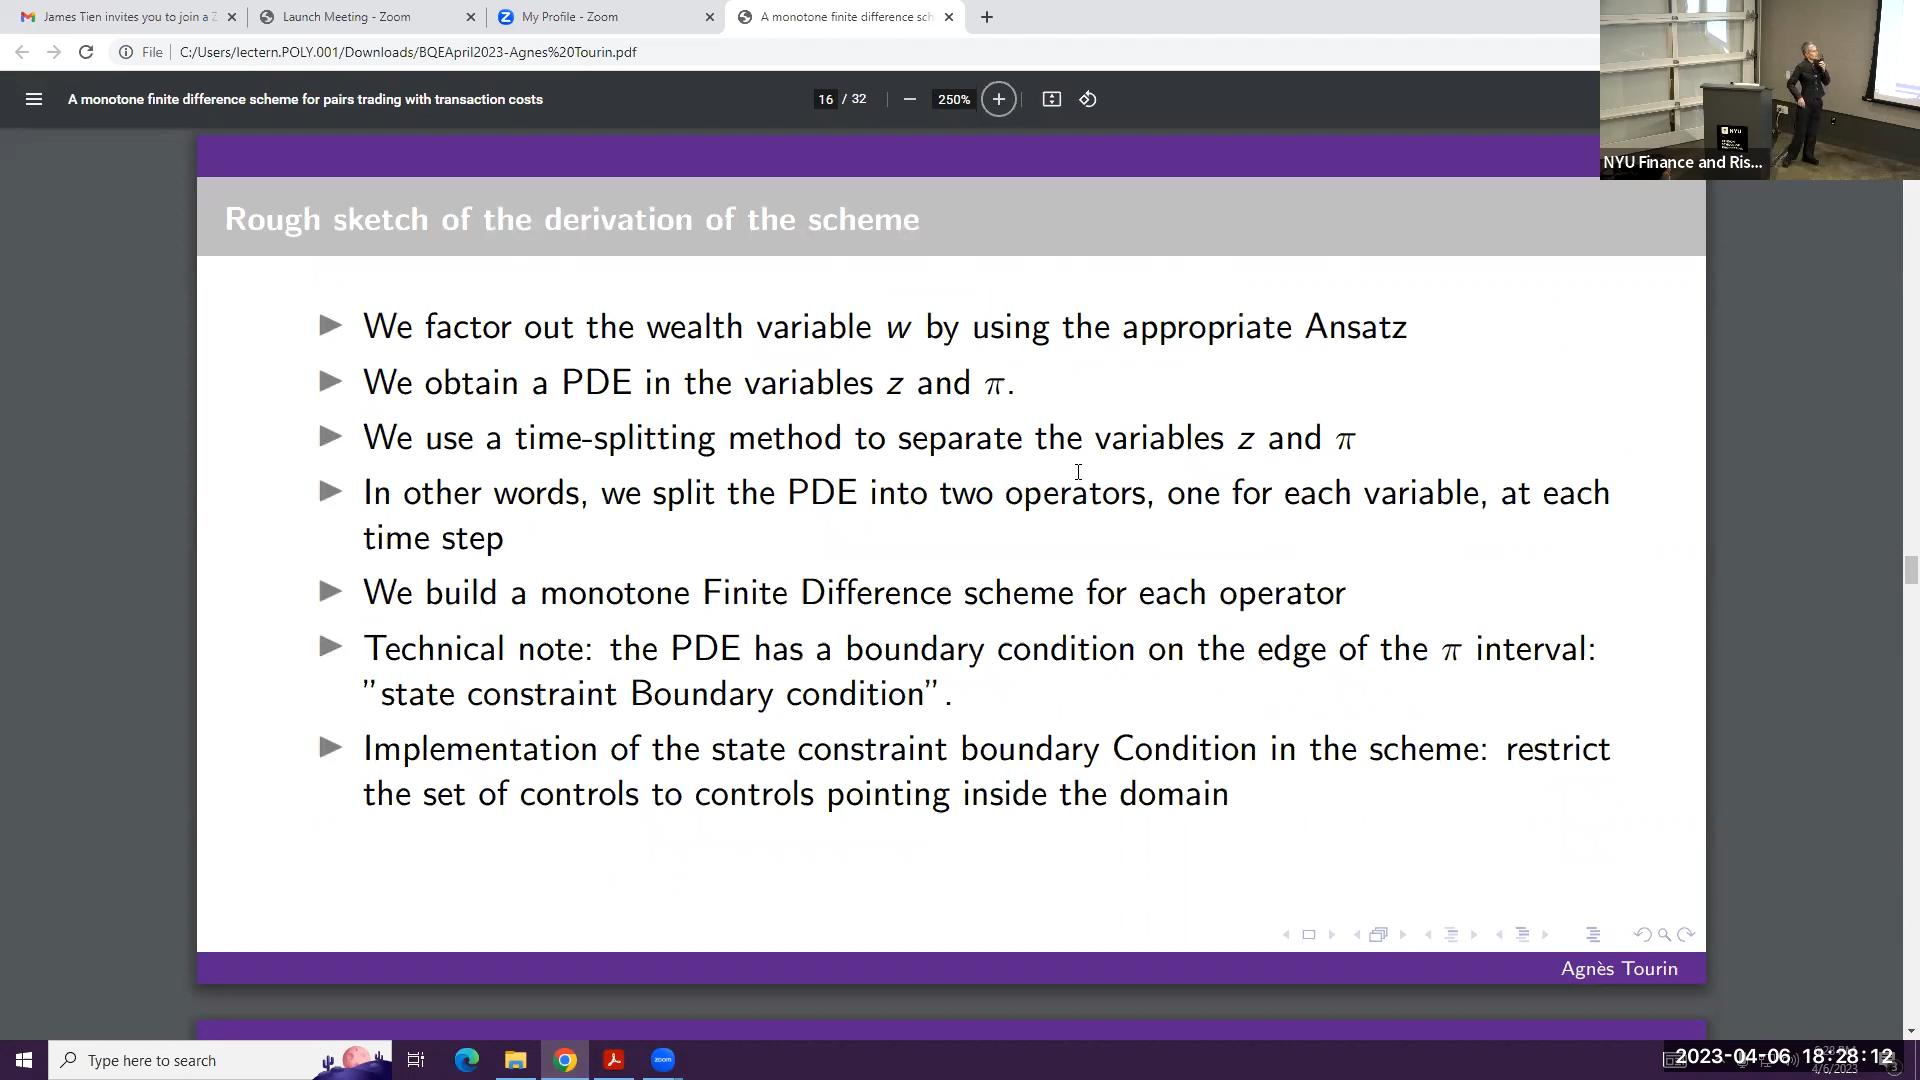 James Tien invites you to join a Z
Launch Meeting - Zoom
My Profile - Zoom
A monotone finite difference sch
File
C:/Users/lectern.POLY.001/Downloads/BQEApril2023-Agnes%20Tourin.pdf
A monotone finite difference scheme for pairs trading with transaction costs
16 / 32
250%
NYU
NYU Finance and Ris...
Rough sketch of the derivation of the scheme
We factor out the wealth variable w by using the appropriate Ansatz
We obtain a PDE in the variables z and π.
We use a time-splitting method to separate the variables z and π
In other words, we split the PDE into two operators, one for each variable, at each
time step
We build a monotone Finite Difference scheme for each operator
Technical note: the PDE has a boundary condition on the edge of the π interval:
”state constraint Boundary condition”.
Implementation of the state constraint boundary Condition in the scheme: restrict
the set of controls to controls pointing inside the domain
Agnès Tourin
Type here to search
zoom
2023-04-06 18:28:12
4/6/2023